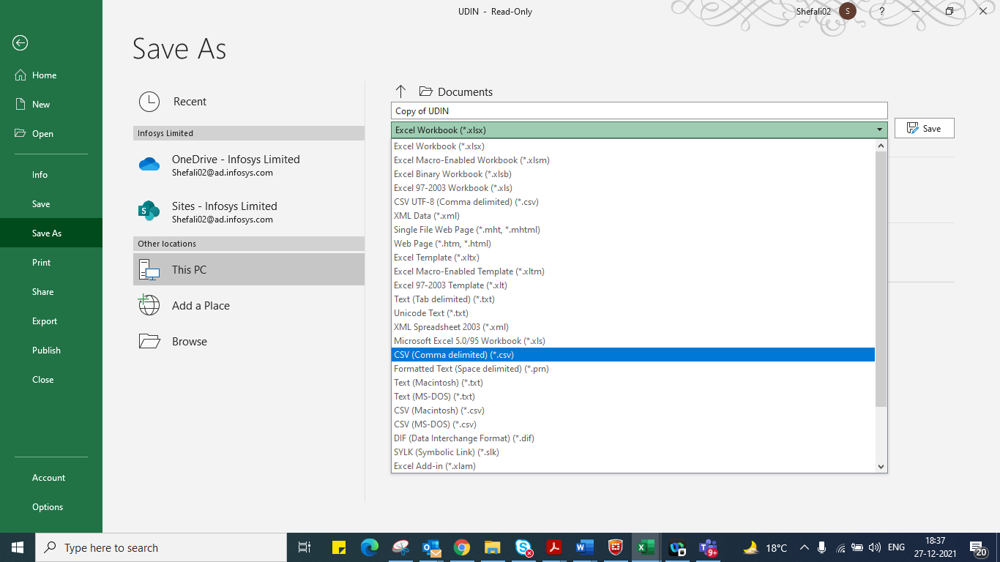 UDIN - Read-Only
Shefali02
S
?
Save As
Home
New
Open
Info
Save
Save As
Print
Share
Export
Publish
Close
Account
Options
Recent
Infosys Limited
OneDrive - Infosys Limited
Shefali02@ad.infosys.com
S
Sites - Infosys Limited
Shefali02@ad.infosys.com
Other locations
This PC
Add a Place
Browse
Documents
Copy of UDIN
Excel Workbook (*.xlsx)
Save
Excel Workbook (*.xlsx)
Excel Macro-Enabled Workbook (*.xlsm)
Excel Binary Workbook (*.xlsb)
Excel 97-2003 Workbook (*.xls)
CSV UTF-8 (Comma delimited) (*.csv)
XML Data (*.xml)
Single File Web Page (*.mht, *.mhtml)
Web Page (*.htm, *.html)
Excel Template (*.xltx)
Excel Macro-Enabled Template (*.xltm)
Excel 97-2003 Template (*.xlt)
Text (Tab delimited) (*.txt)
Unicode Text (*.txt)
XML Spreadsheet 2003 (*.xml)
Microsoft Excel 5.0/95 Workbook (*.xls)
CSV (Comma delimited) (*.csv)
Formatted Text (Space delimited) (*.prn)
Text (Macintosh) (*.txt)
Text (MS-DOS) (*.txt)
CSV (Macintosh) (*.csv)
CSV (MS-DOS) (*.csv)
DIF (Data Interchange Format) (*.dif)
SYLK (Symbolic Link) (*.slk)
Excel Add-in (*.xlam)
Type here to search
9+
18°C
ENG
18:37
27-12-2021
20